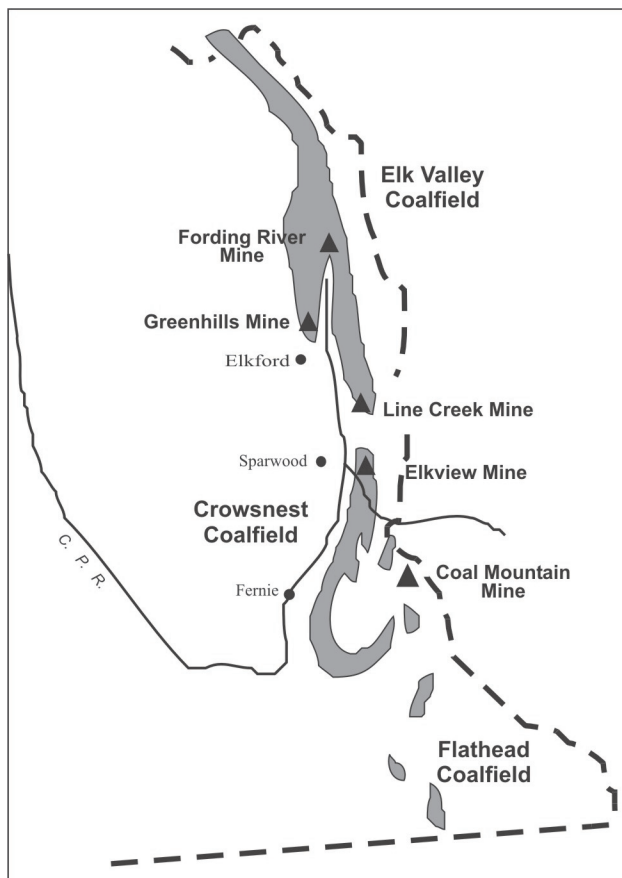 Elk Valley
Coalfield
Fording River
Mine
Greenhills Mine
Elkford
Line Creek Mine
Sparwood
Elkview Mine
Crowsnest
Coalfield
C. P. R.
Coal Mountain
Mine
Fernie
Flathead
Coalfield